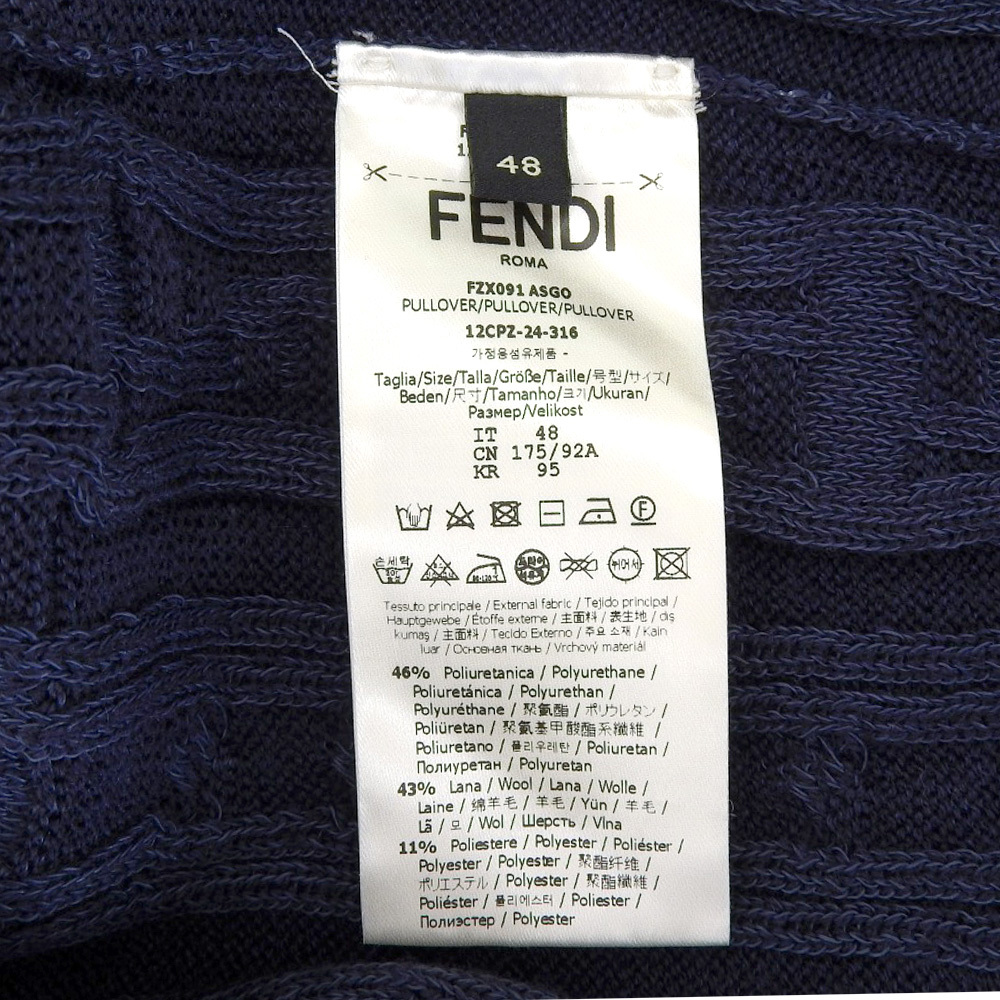 48
FENDI
ROMA
FZX091 ASGO
PULLOVER/PULLOVER/PULLOVER
12CPZ-24-316
가정용섬유제품 -
Taglia/Size/Talla/Größe/Taille/号型/サイズ/
Beden/尺寸/Tamanho/크기/Ukuran/
Размер/Velikost
IT 48
CN 175/92A
KR 95
F
손세탁
Tessuto principale / External fabric / Tejido principal /
Hauptgewebe / Étoffe externe / 主面料 / 表生地 / dış
kumaş / 主面料 / Tecido Externo / 주요 소재 / Kain
luar / Основная ткань / Vrchový materiál
46% Poliuretanica / Polyurethane /
Poliuretánica / Polyurethan /
Polyuréthane / 聚氨酯 / ポリウレタン /
Poliüretan / 聚氨基甲酸酯系纖維 /
Poliuretano / 폴리우레탄 / Poliuretan /
Полиуретан / Polyuretan
43% Lana / Wool / Lana / Wolle /
Laine / 绵羊毛 / 羊毛 / Yün / 羊毛 /
Lã / 모 / Wol / Шерсть / Vlna
11% Poliestere / Polyester / Poliéster /
Polyester / Polyester / 聚酯纤维 /
ポリエステル / Polyester / 聚酯纖維 /
Poliéster / 폴리에스터 / Poliester /
Полиэстер / Polyester